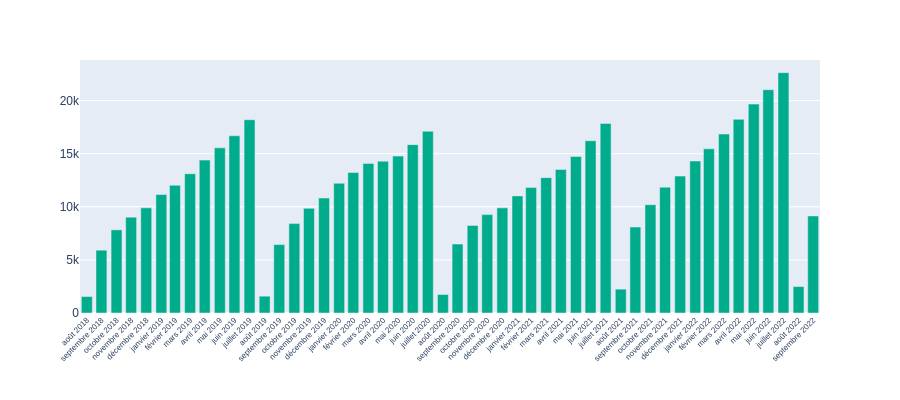 20k
15k
10k
5k
0
août 2018
septembre 2018
octobre 2018
novembre 2018
décembre 2018
janvier 2019
février 2019
mars 2019
avril 2019
mai 2019
juin 2019
juillet 2019
août 2019
septembre 2019
octobre 2019
novembre 2019
décembre 2019
janvier 2020
février 2020
mars 2020
avril 2020
mai 2020
juin 2020
juillet 2020
août 2020
septembre 2020
octobre 2020
novembre 2020
décembre 2020
janvier 2021
février 2021
mars 2021
avril 2021
mai 2021
juin 2021
juillet 2021
août 2021
septembre 2021
octobre 2021
novembre 2021
décembre 2021
janvier 2022
février 2022
mars 2022
avril 2022
mai 2022
juin 2022
juillet 2022
août 2022
septembre 2022